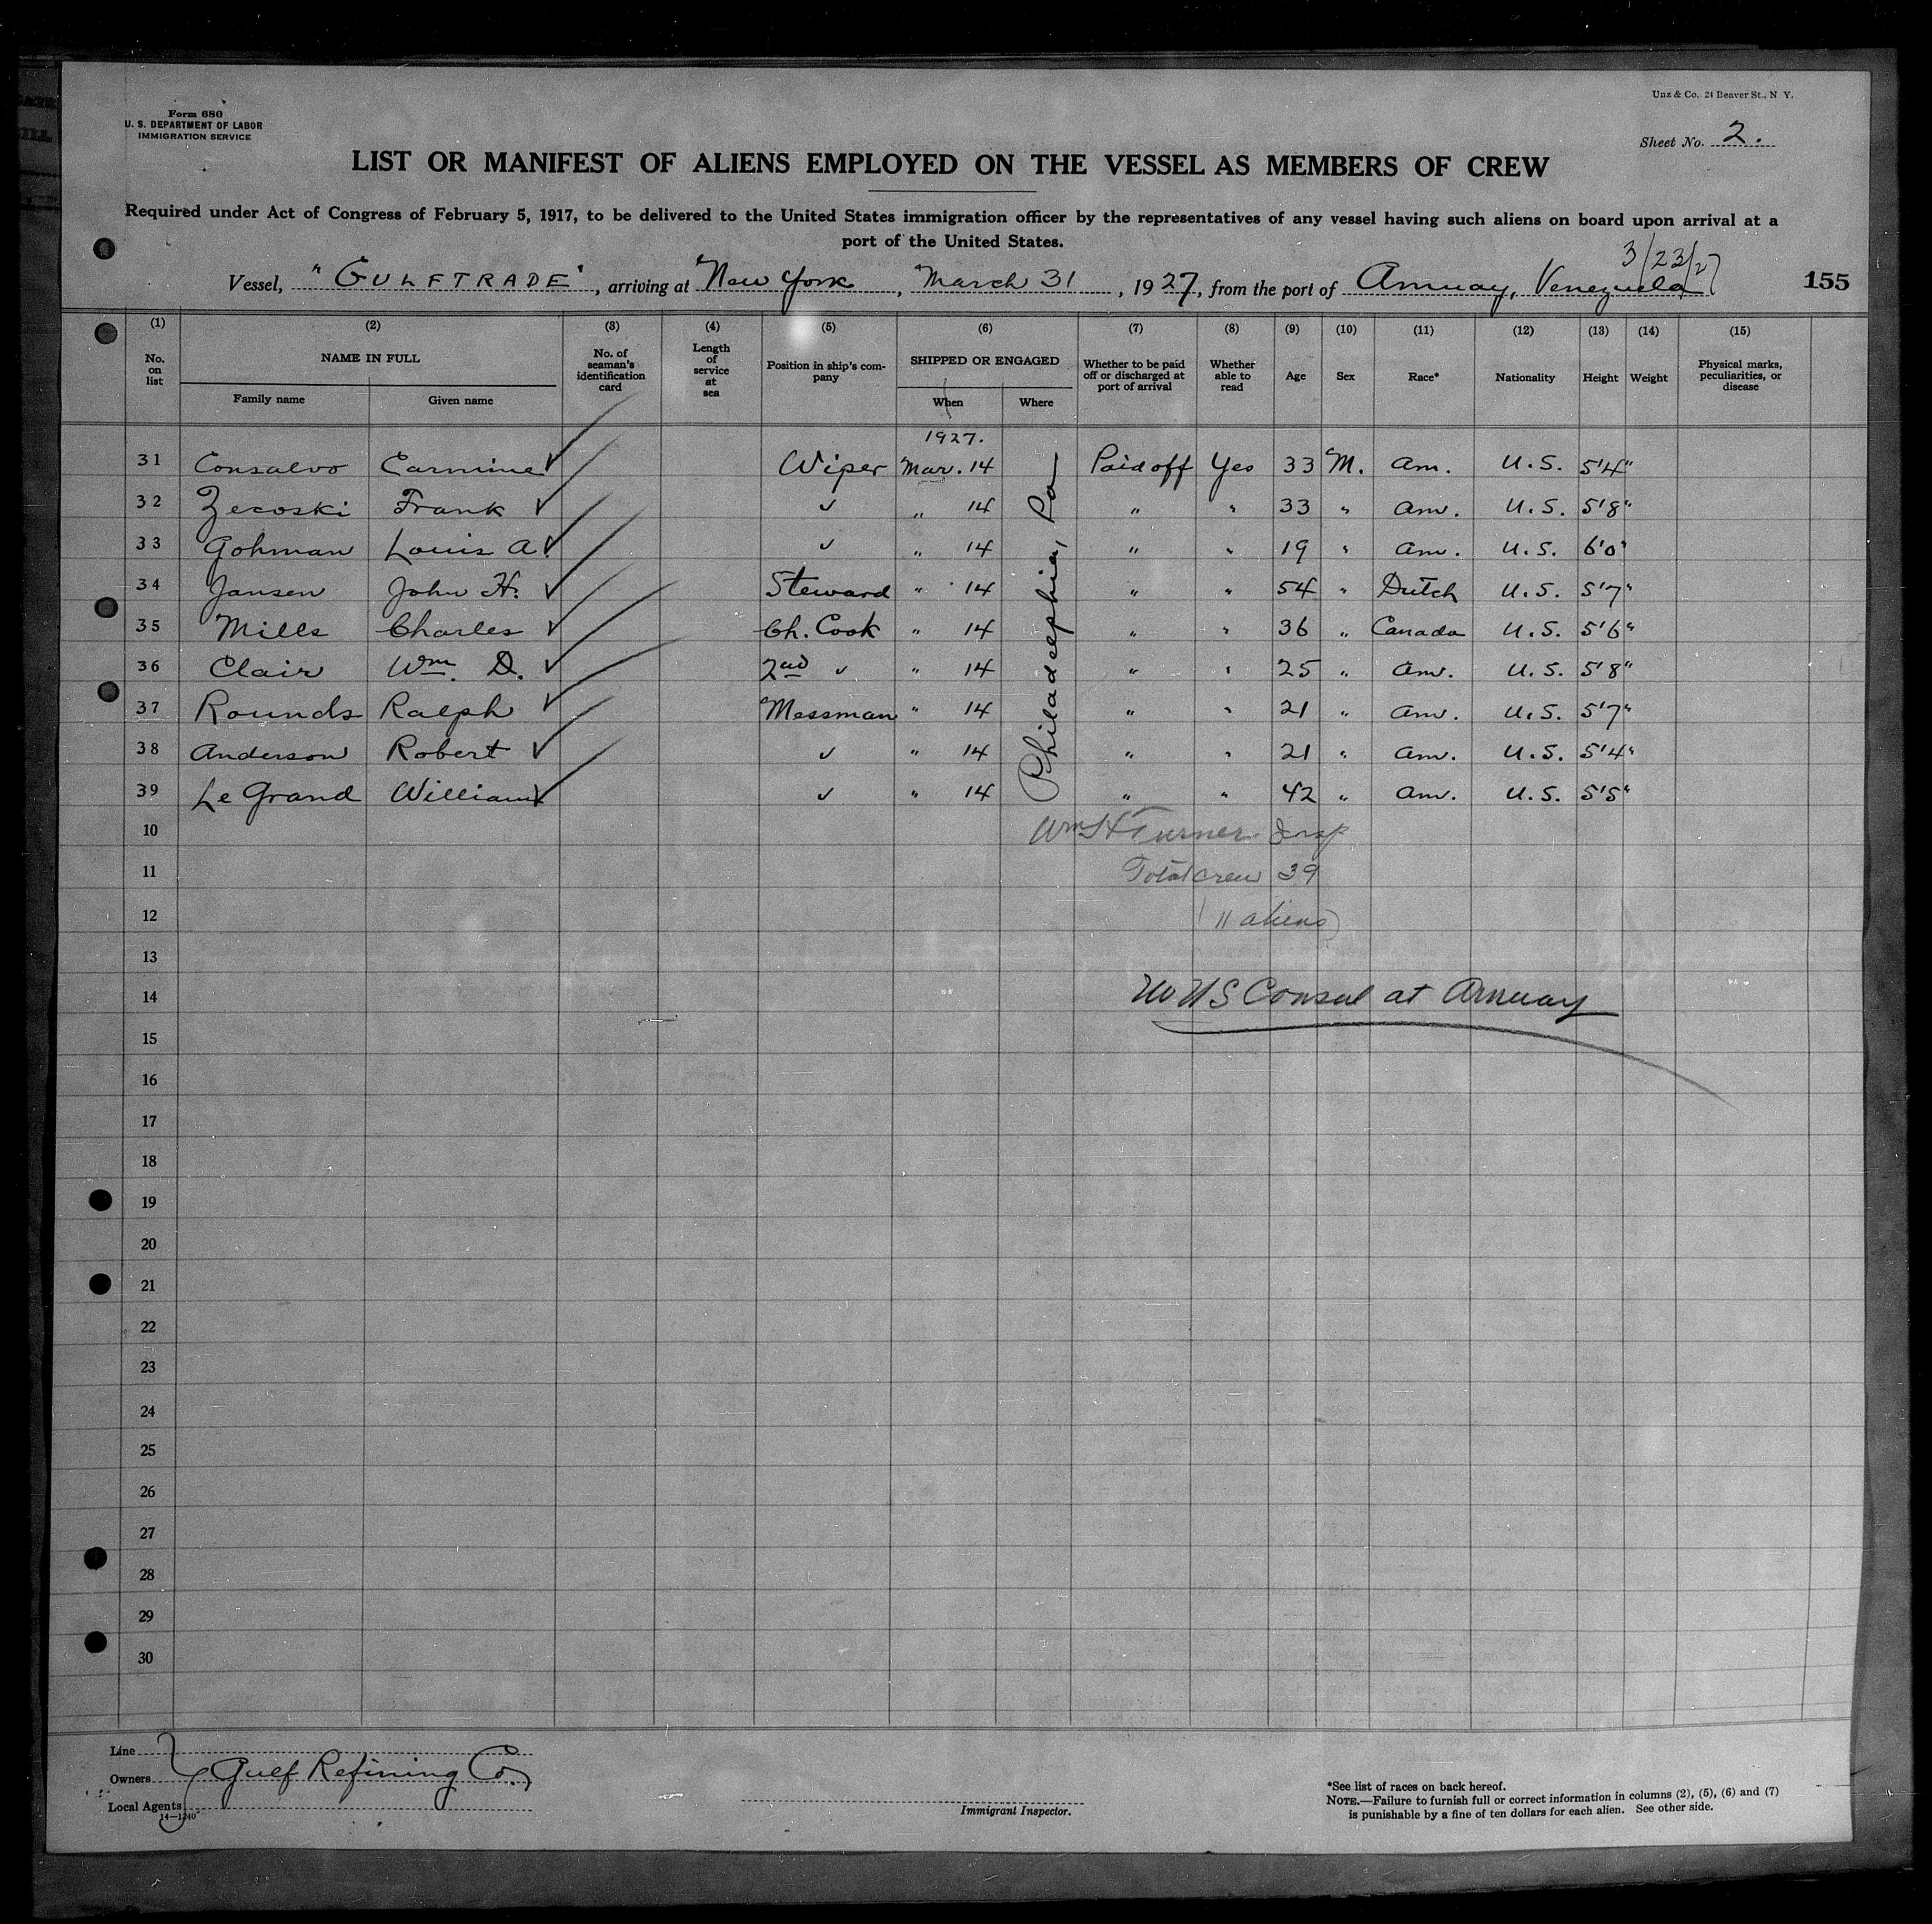 Form 680
U. S. DEPARTMENT OF LABOR
IMMIGRATION SERVICE
Unz & Co. 24 Beaver St., N. Y.
Sheet No. 2.
LIST OR MANIFEST OF ALIENS EMPLOYED ON THE VESSEL AS MEMBERS OF CREW
Required under Act of Congress of February 5, 1917, to be delivered to the United States immigration officer by the representatives of any vessel having such aliens on board upon arrival at a
port of the United States.
3/23/27
Vessel, "GULFTRADE", arriving at New York, March 31, 1927, from the port of Amuay, Venezuela 155
(1) (2) (3) (4) (5) (6) (7) (8) (9) (10) (11) (12) (13) (14) (15)
No. on list NAME IN FULL Family name Given name No. of seaman's identification card Length of service at sea Position in ship's company SHIPPED OR ENGAGED When Where Whether to be paid off or discharged at port of arrival Whether able to read Age Sex Race* Nationality Height Weight Physical marks, peculiarities, or disease
1927.
31 Consalvo Carmine ✓ Wiper Mar. 14 Philadelphia, Pa Paid off Yes 33 M. Am. U.S. 5'4"
32 Zecoski Frank ✓ ✓ " 14 " " 33 " Am. U.S. 5'8"
33 Gohman Louis A. ✓ ✓ " 14 " " 19 " Am. U.S. 6'0"
34 Jansen John H. ✓ Steward " 14 " " 54 " Dutch U.S. 5'7"
35 Mills Charles ✓ Ch. Cook " 14 " " 36 " Canada U.S. 5'6"
36 Clair Wm. D. ✓ 2nd ✓ " 14 " " 25 " Am. U.S. 5'8"
37 Rounds Ralph ✓ Messman " 14 " " 21 " Am. U.S. 5'7"
38 Anderson Robert ✓ ✓ " 14 " " 21 " Am. U.S. 5'4"
39 Le Grand William ✓ ✓ " 14 " " 42 " Am. U.S. 5'5"
10 Wm H Turner Insp
11 Total crew 39
12 (11 aliens)
13
14 No US Consul at Amuay
15
16
17
18
19
20
21
22
23
24
25
26
27
28
29
30
Line
Owners Gulf Refining Co.
Local Agents
14—1240
Immigrant Inspector.
*See list of races on back hereof.
NOTE.—Failure to furnish full or correct information in columns (2), (5), (6) and (7)
is punishable by a fine of ten dollars for each alien. See other side.